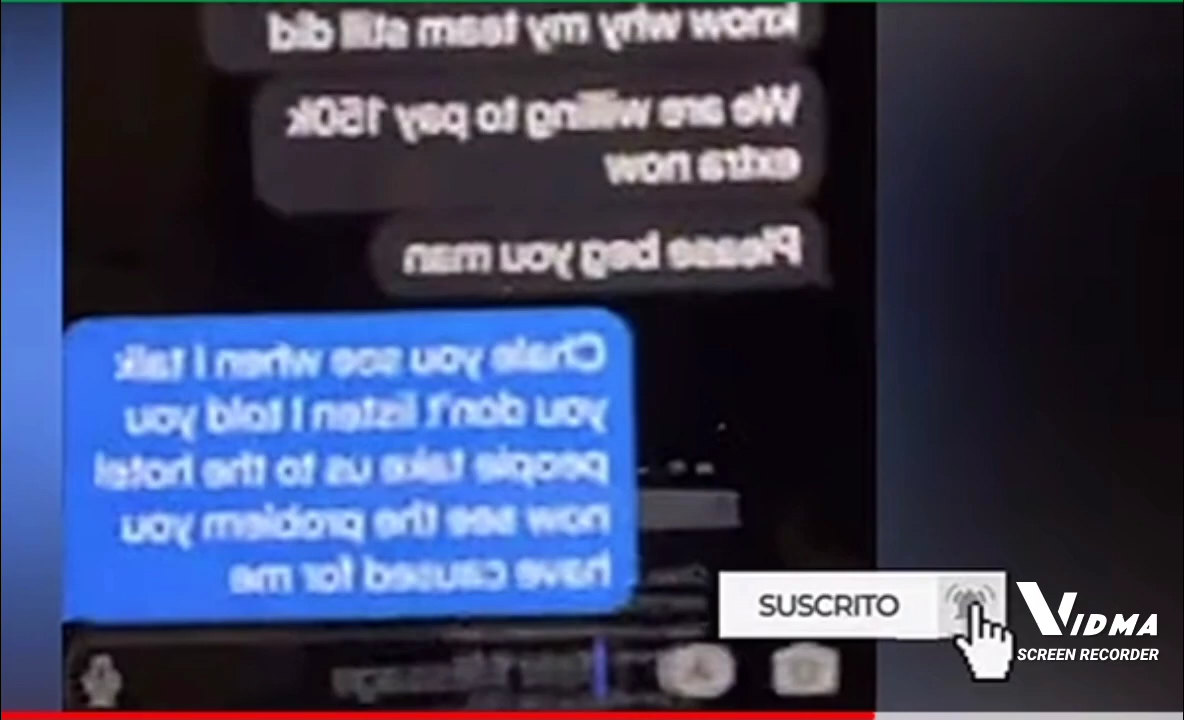 know why my team still did
We are willing to pay 150k
extra now
Please beg you man
Chale you see when I talk
you don't listen I told you
people take us to the hotel
now see the problem you
have caused for me
SUSCRITO
VIDMA
SCREEN RECORDER